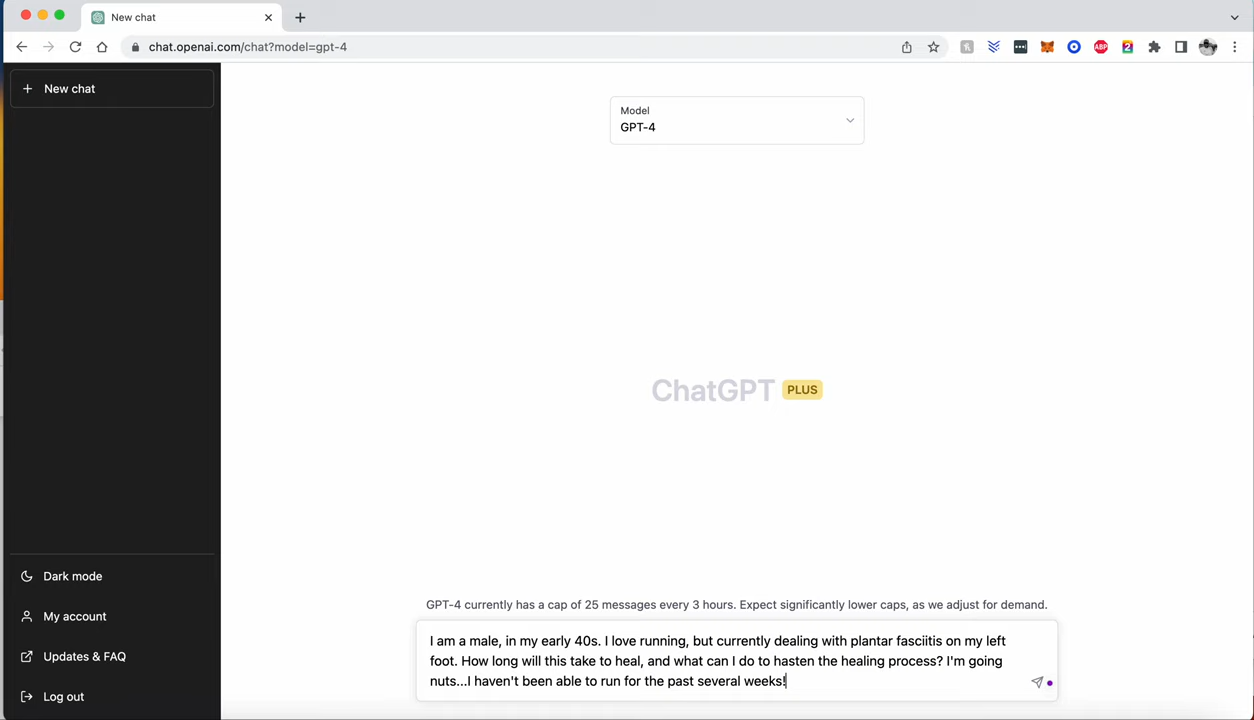 New chat
chat.openai.com/chat?model=gpt-4
ABP
2
New chat
Model
GPT-4
ChatGPT PLUS
Dark mode
My account
Updates & FAQ
Log out
GPT-4 currently has a cap of 25 messages every 3 hours. Expect significantly lower caps, as we adjust for demand.
I am a male, in my early 40s. I love running, but currently dealing with plantar fasciitis on my left
foot. How long will this take to heal, and what can I do to hasten the healing process? I'm going
nuts...I haven't been able to run for the past several weeks!